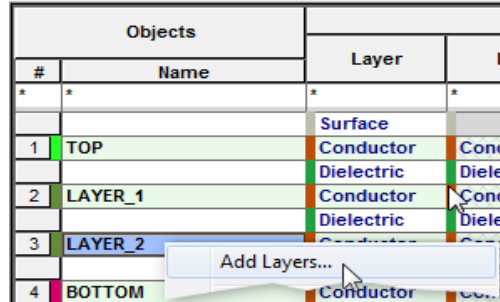 Objects
Layer
# Name
* * * *
Surface
1 TOP Conductor
Dielectric
2 LAYER_1 Conductor
Dielectric
3 LAYER_2 Conductor
Add Layers...
4 BOTTOM Conductor